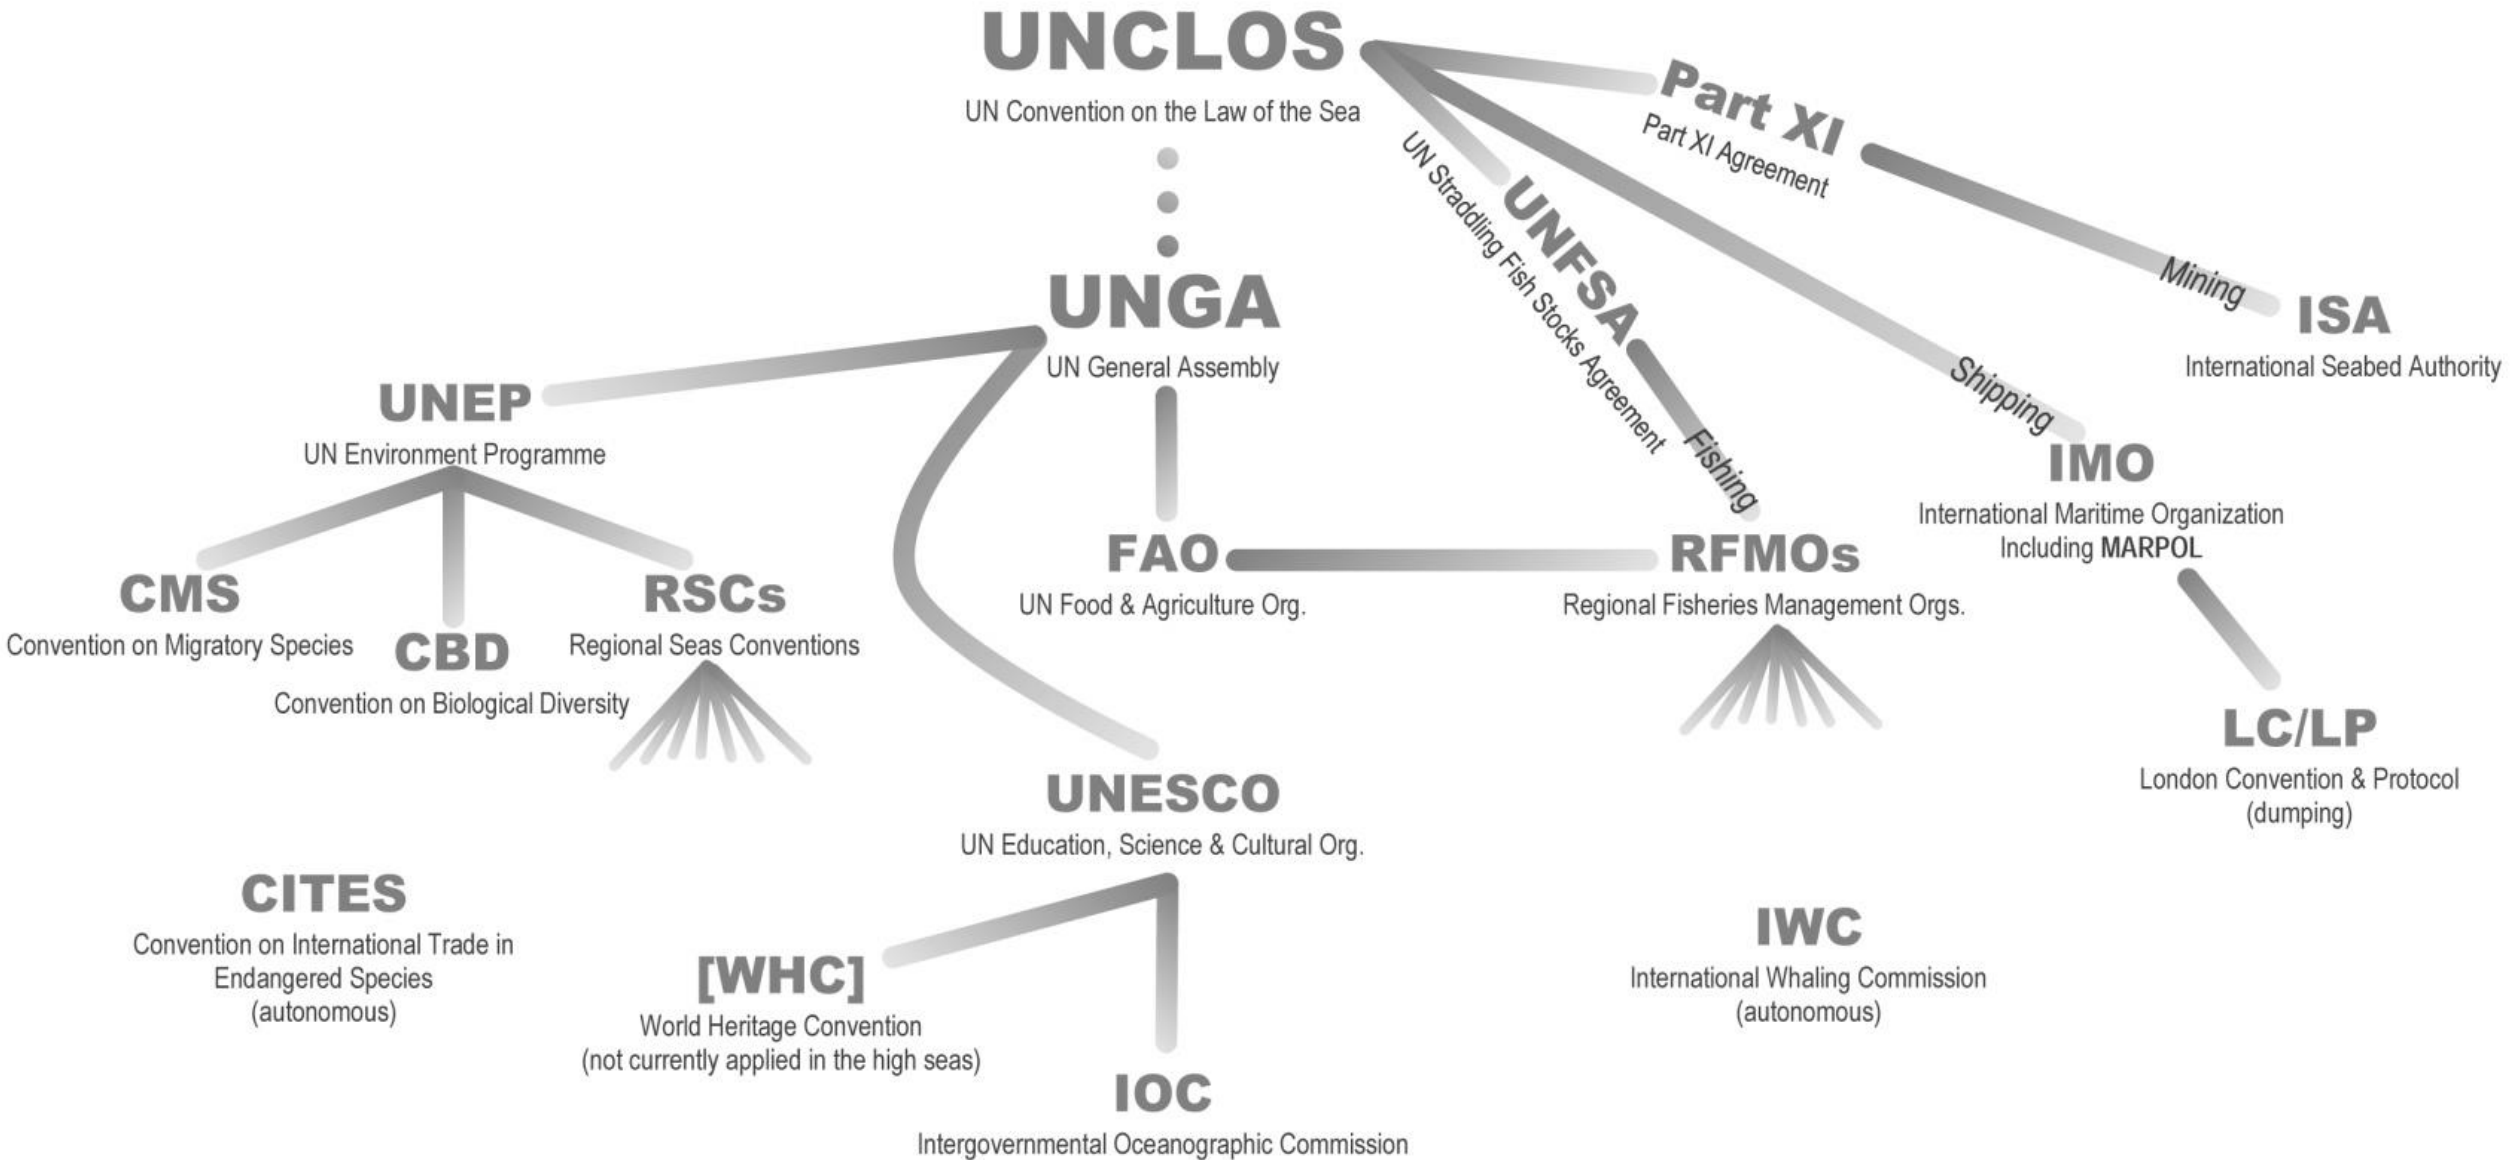 UNCLOS
UN Convention on the Law of the Sea
Part XI
Part XI Agreement
UNFSA
UN Straddling Fish Stocks Agreement
Mining
ISA
International Seabed Authority
Shipping
IMO
International Maritime Organization
Including MARPOL
UNGA
UN General Assembly
UNEP
UN Environment Programme
Fishing
FAO
UN Food & Agriculture Org.
RFMOs
Regional Fisheries Management Orgs.
CMS
Convention on Migratory Species
CBD
Convention on Biological Diversity
RSCs
Regional Seas Conventions
LC/LP
London Convention & Protocol
(dumping)
UNESCO
UN Education, Science & Cultural Org.
CITES
Convention on International Trade in
Endangered Species
(autonomous)
[WHC]
World Heritage Convention
(not currently applied in the high seas)
IWC
International Whaling Commission
(autonomous)
IOC
Intergovernmental Oceanographic Commission